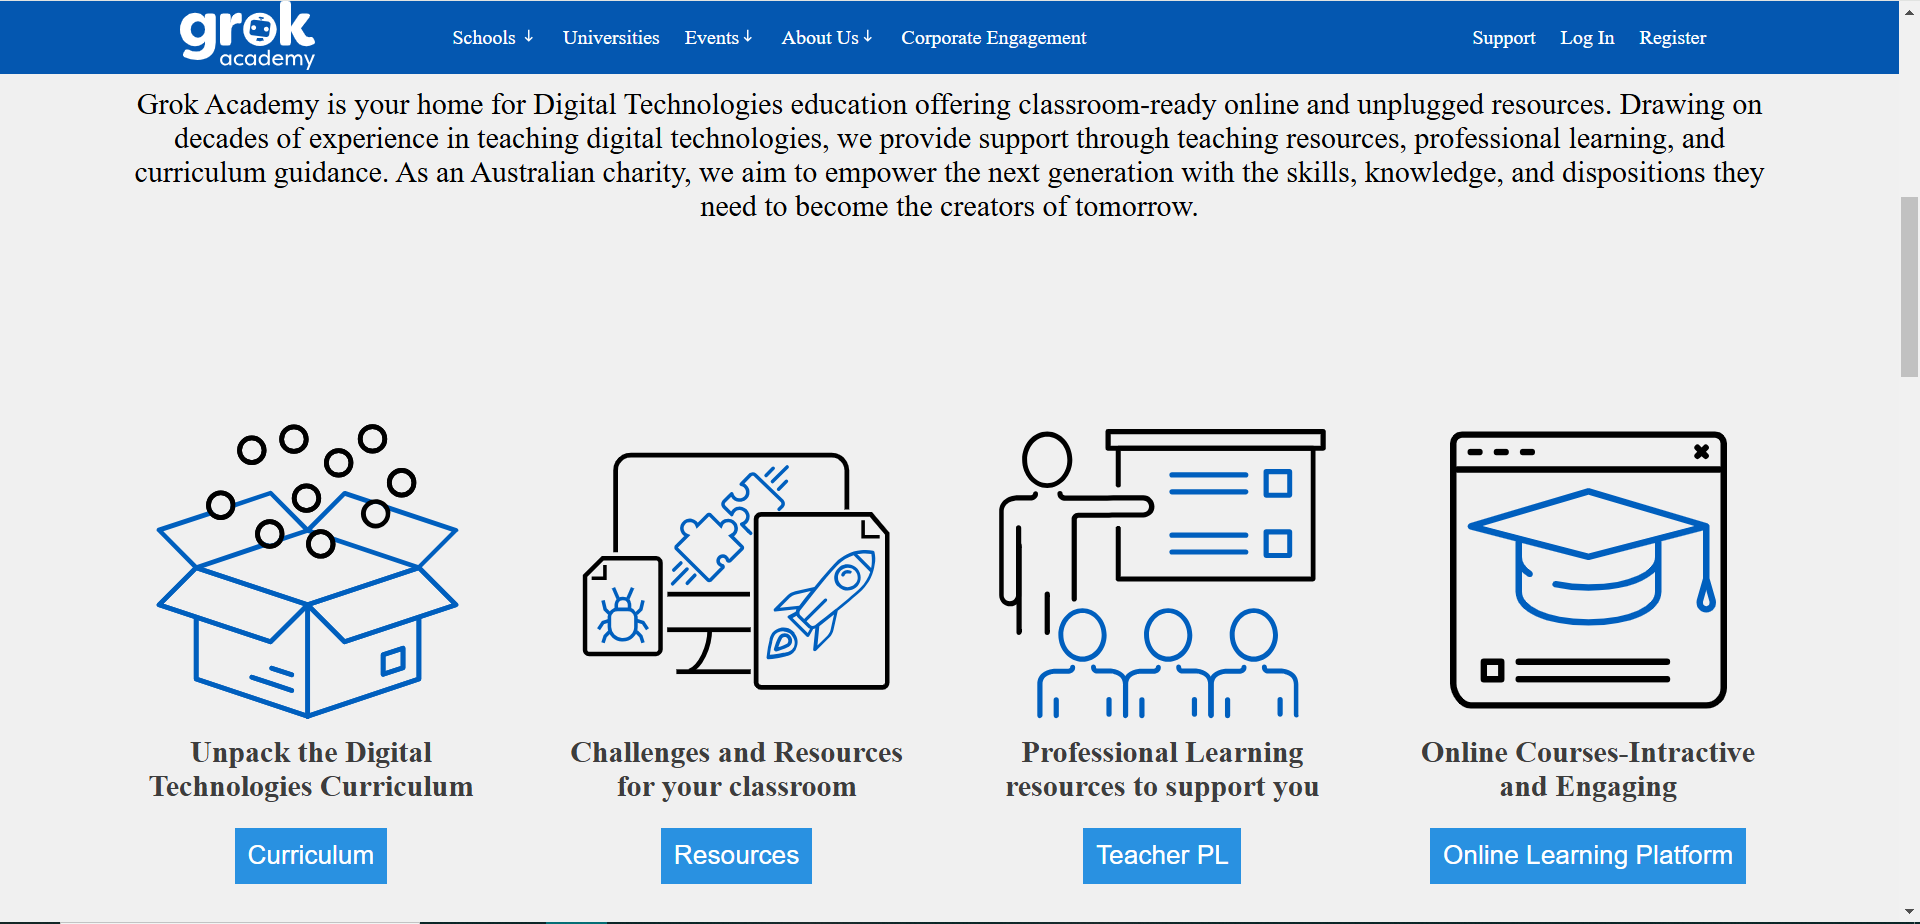 grok
academy
Schools ↓ Universities Events ↓ About Us ↓ Corporate Engagement Support Log In Register
Grok Academy is your home for Digital Technologies education offering classroom-ready online and unplugged resources. Drawing on
decades of experience in teaching digital technologies, we provide support through teaching resources, professional learning, and
curriculum guidance. As an Australian charity, we aim to empower the next generation with the skills, knowledge, and dispositions they
need to become the creators of tomorrow.
Unpack the Digital
Technologies Curriculum
Curriculum
Challenges and Resources
for your classroom
Resources
Professional Learning
resources to support you
Teacher PL
Online Courses-Intractive
and Engaging
Online Learning Platform